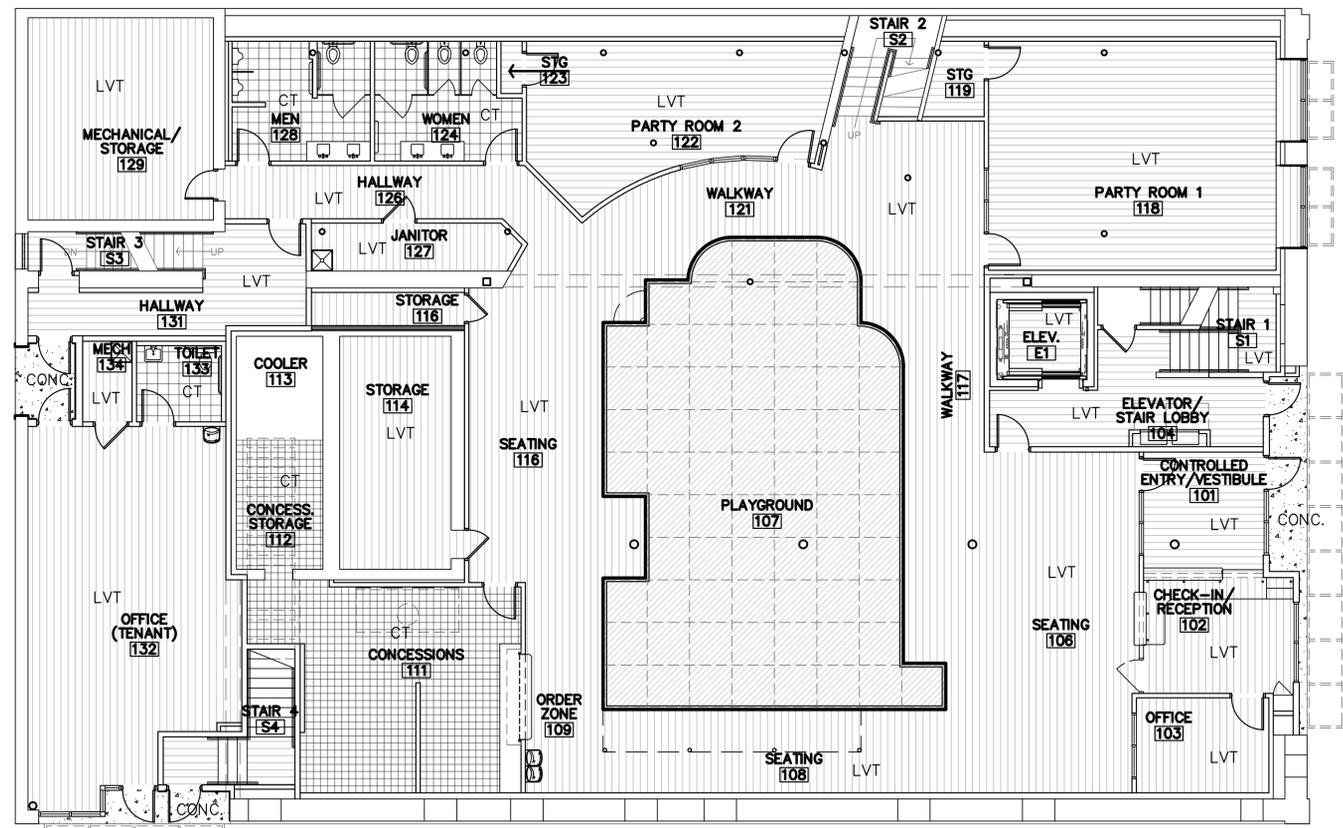 STAIR 2
S2
LVT
MECHANICAL/
STORAGE
129
CT
MEN
128
WOMEN
124
CT
STG
123
LVT
PARTY ROOM 2
122
UP
STG
119
LVT
PARTY ROOM 1
118
HALLWAY
126
LVT
WALKWAY
121
LVT
JANITOR
127
LVT
STAIR 3
S3
DN
UP
LVT
HALLWAY
131
STORAGE
116
LVT
ELEV.
E1
STAIR 1
S1
LVT
MECH
134
LVT
TOILET
133
CT
CONC.
COOLER
113
STORAGE
114
LVT
LVT
SEATING
116
WALKWAY
117
LVT
ELEVATOR/
STAIR LOBBY
104
CONTROLLED
ENTRY/VESTIBULE
101
LVT
CONC.
CT
CONCESS.
STORAGE
112
PLAYGROUND
107
LVT
SEATING
106
CHECK-IN/
RECEPTION
102
LVT
LVT
OFFICE
(TENANT)
132
CT
CONCESSIONS
111
STAIR 4
S4
ORDER
ZONE
109
OFFICE
103
LVT
SEATING
108
LVT
CONC.